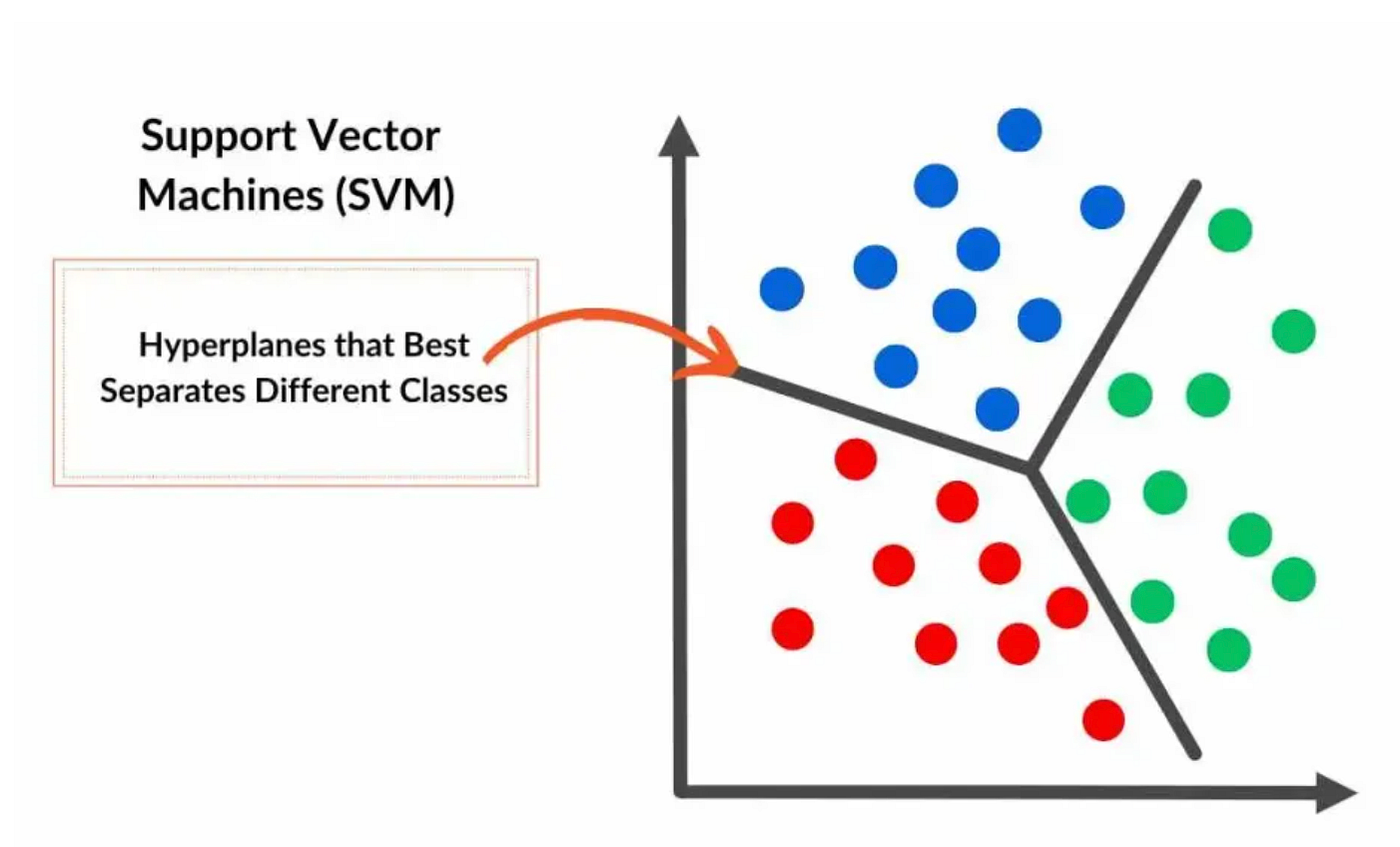 Support Vector
Machines (SVM)
Hyperplanes that Best
Separates Different Classes